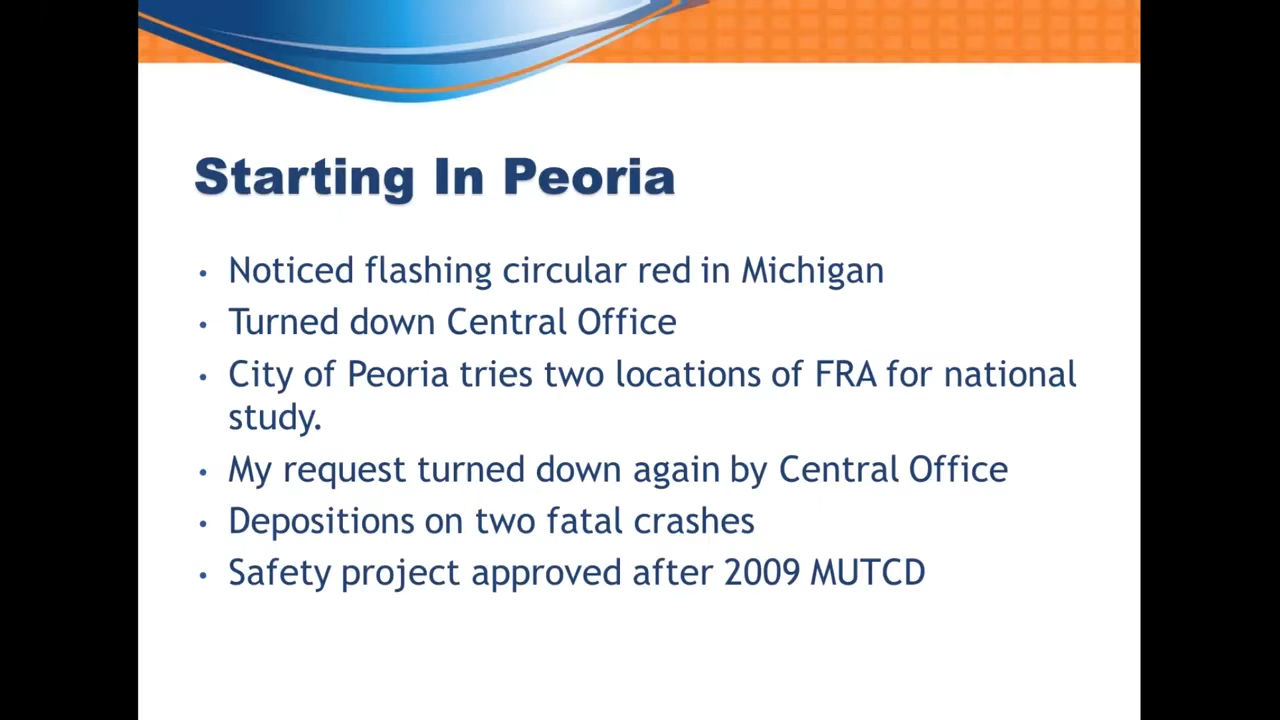 Starting In Peoria
• Noticed flashing circular red in Michigan
• Turned down Central Office
• City of Peoria tries two locations of FRA for national
study.
• My request turned down again by Central Office
• Depositions on two fatal crashes
• Safety project approved after 2009 MUTCD